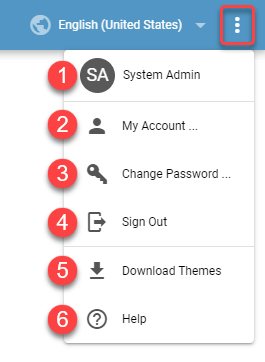 English (United States)
1 SA System Admin
2 My Account ...
3 Change Password ...
4 Sign Out
5 Download Themes
6 ? Help